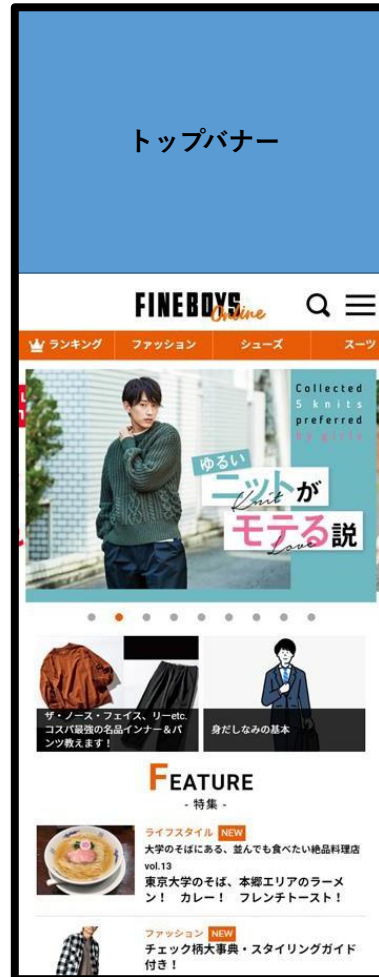 トップバナー
FINEBOYS
Online
ランキング ファッション シューズ スーツ
Collected
5 knits
preferred
by girls
ゆるい
ニットが
Knit
モテる説
Love
ザ・ノース・フェイス、リーetc.
コスパ最強の名品インナー&パ
ンツ教えます!
身だしなみの基本
FEATURE
- 特集 -
ライフスタイル NEW
大学のそばにある、並んでも食べたい絶品料理店
vol.13
東京大学のそば、本郷エリアのラーメ
ン! カレー! フレンチトースト!
ファッション NEW
チェック柄大事典・スタイリングガイド
付き!